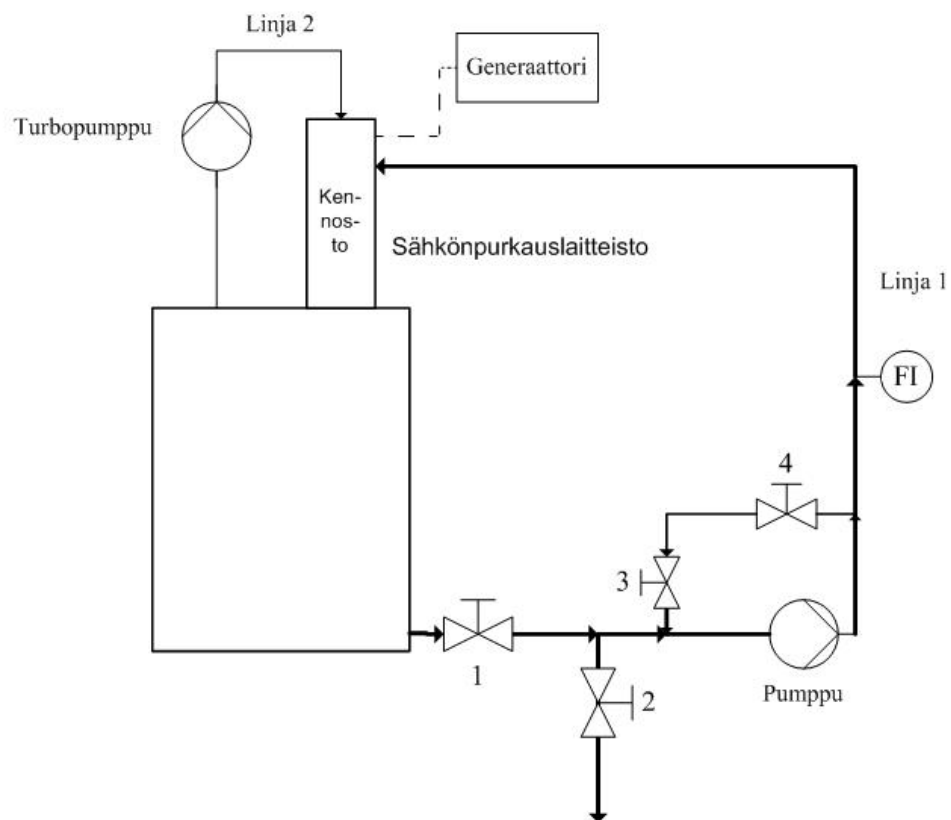 Linja 2
Generaattori
Turbopumppu
Ken-
nos-
to
Sähkönpurkauslaitteisto
Linja 1
FI
4
3
1
2
Pumppu